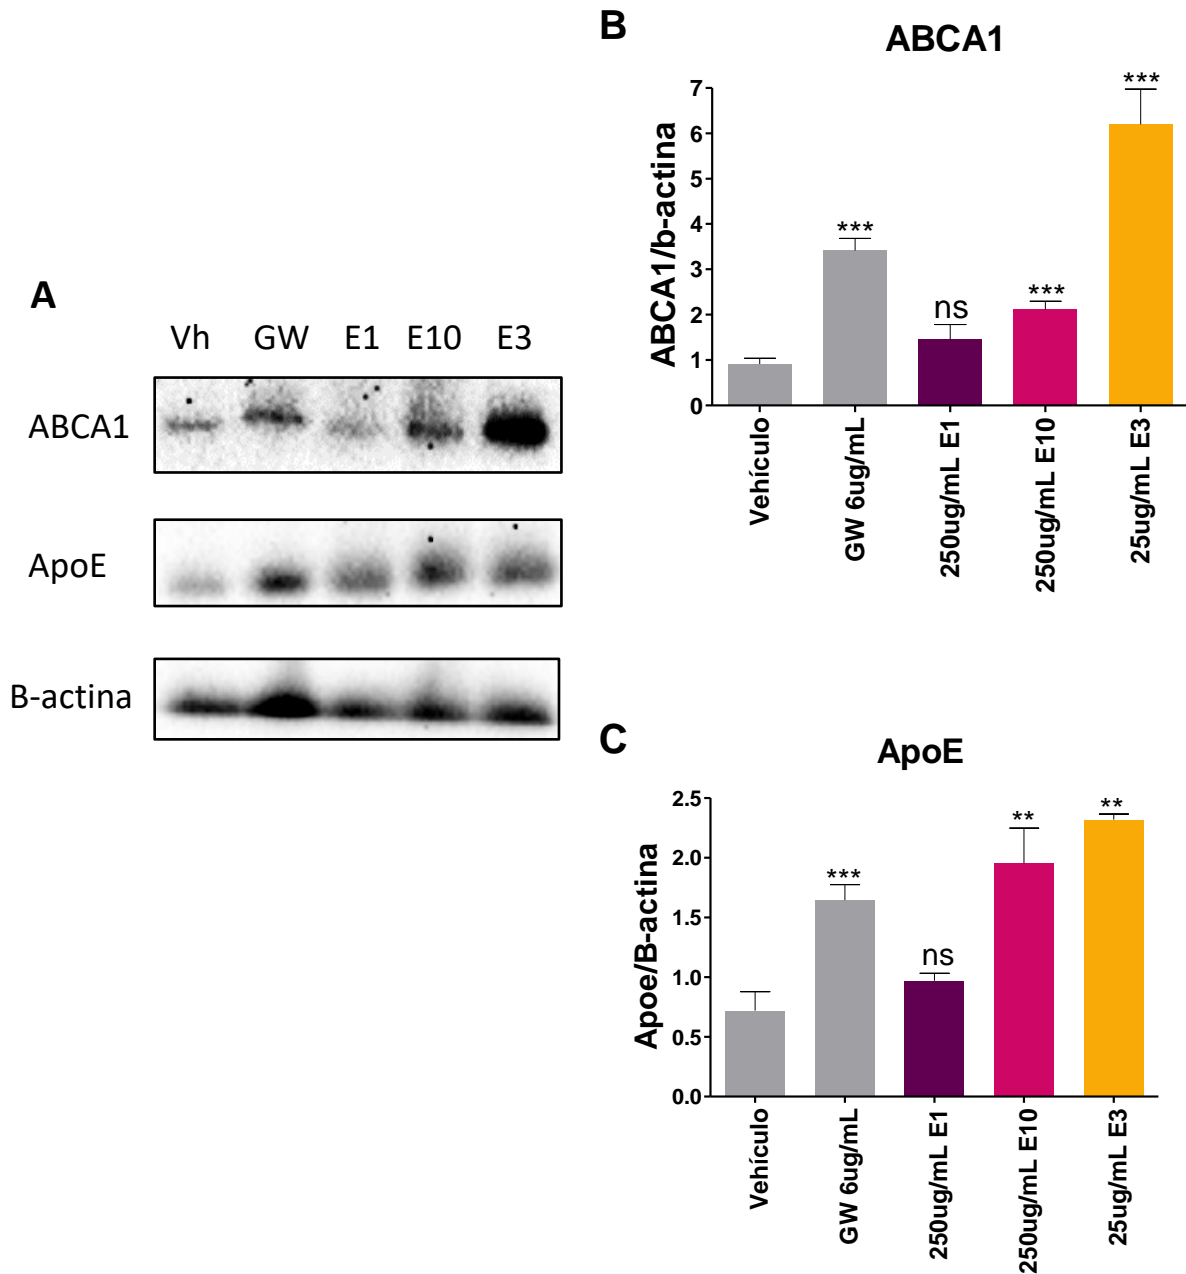 A
Vh GW E1 E10 E3
ABCA1
ApoE
B-actina
B
ABCA1
ABCA1/b-actina
7
6
5
4
3
2
1
0
***
ns
***
***
Vehículo
GW 6ug/mL
250ug/mL E1
250ug/mL E10
25ug/mL E3
C
ApoE
Apoe/B-actina
2.5
2.0
1.5
1.0
0.5
0.0
***
ns
**
**
Vehículo
GW 6ug/mL
250ug/mL E1
250ug/mL E10
25ug/mL E3